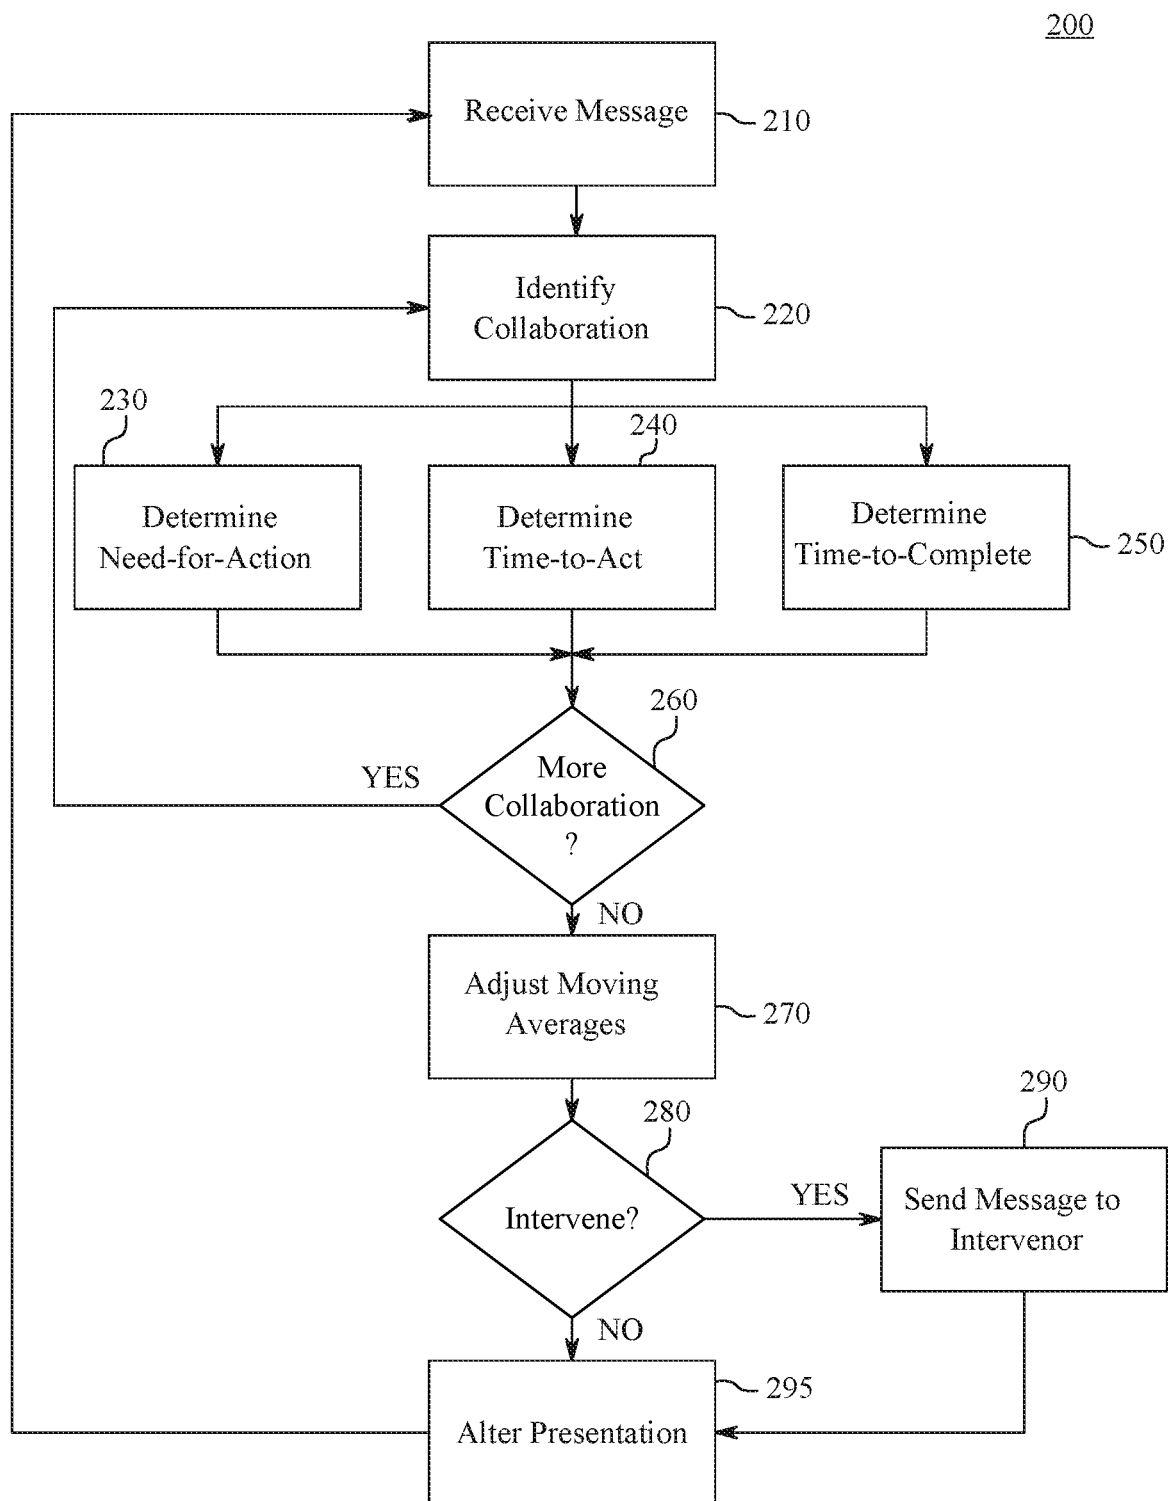 200
Receive Message
210
Identify
Collaboration
220
230
240
Determine
Need-for-Action
Determine
Time-to-Act
Determine
Time-to-Complete
250
260
YES
More
Collaboration
?
NO
Adjust Moving
Averages
270
280
290
Intervene?
YES
Send Message to
Intervenor
NO
295
Alter Presentation